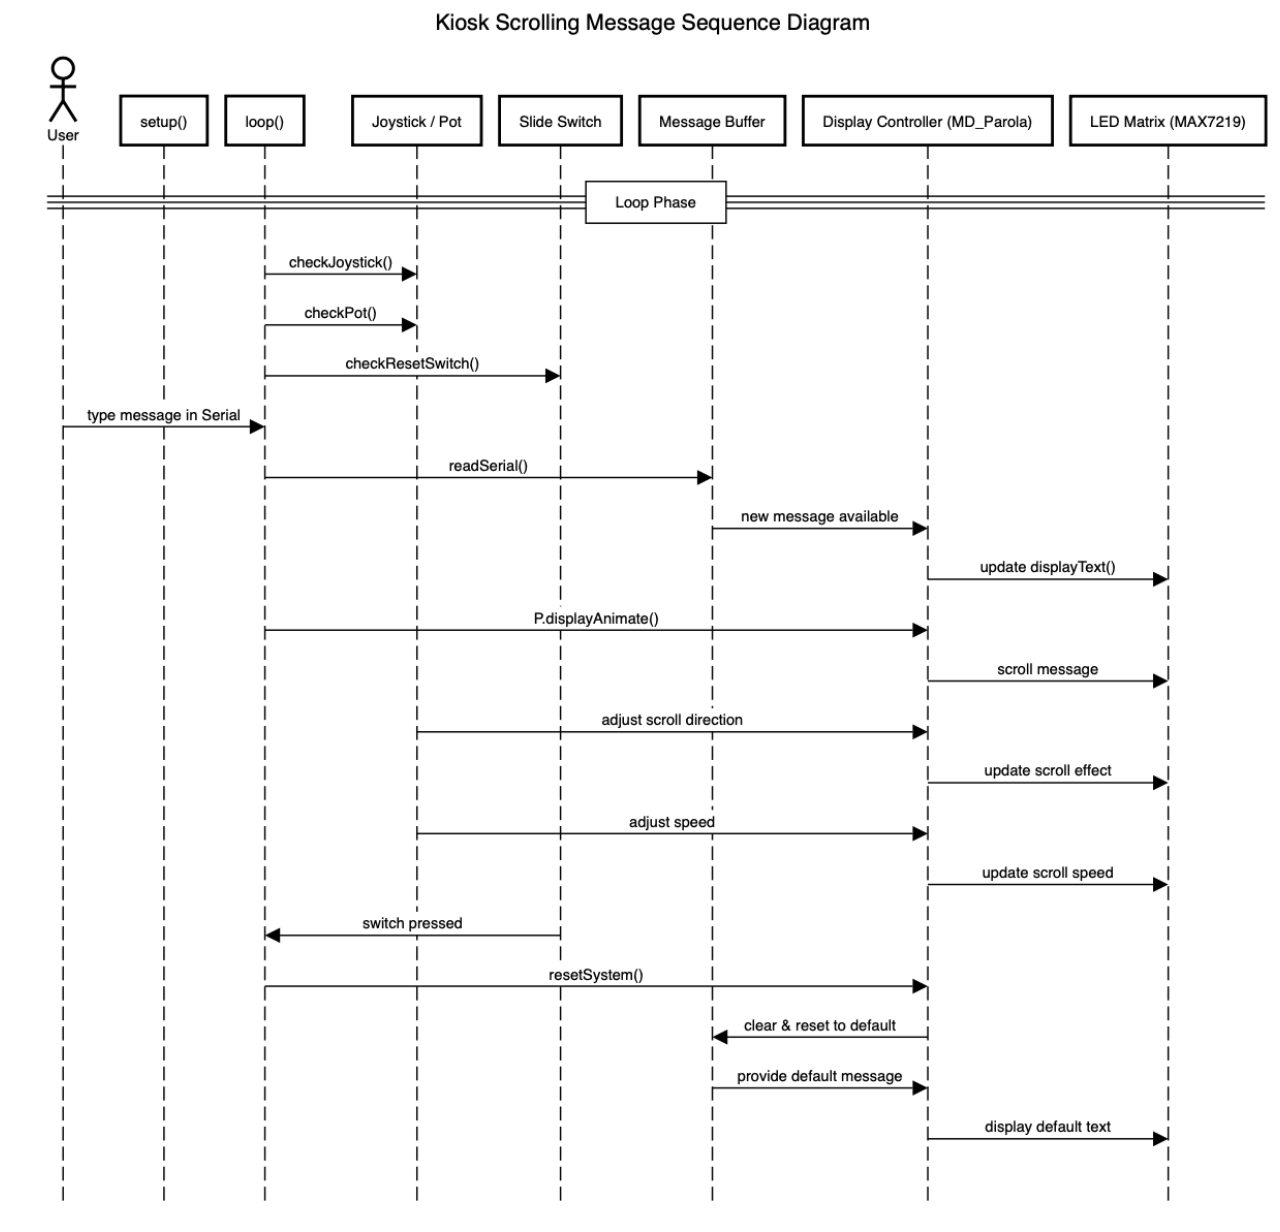 Kiosk Scrolling Message Sequence Diagram
User
setup()
loop()
Joystick / Pot
Slide Switch
Message Buffer
Display Controller (MD_Parola)
LED Matrix (MAX7219)
Loop Phase
checkJoystick()
checkPot()
checkResetSwitch()
type message in Serial
readSerial()
new message available
update displayText()
P.displayAnimate()
scroll message
adjust scroll direction
update scroll effect
adjust speed
update scroll speed
switch pressed
resetSystem()
clear & reset to default
provide default message
display default text